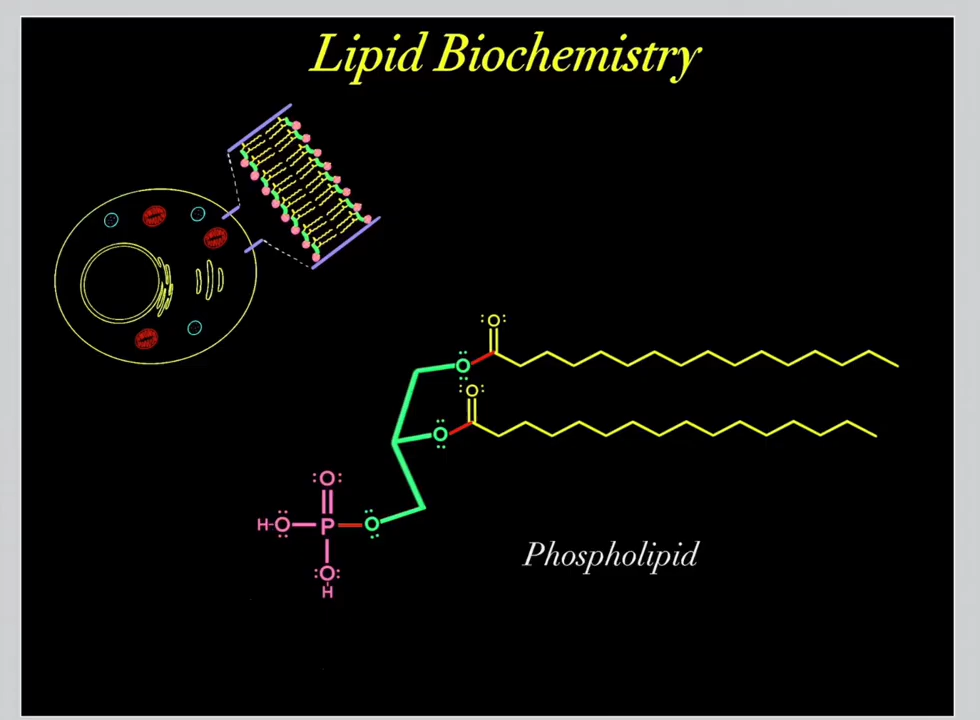 Lipid Biochemistry
:O:
O
:O:
O
:O:
H-O P O
:O:
H
Phospholipid